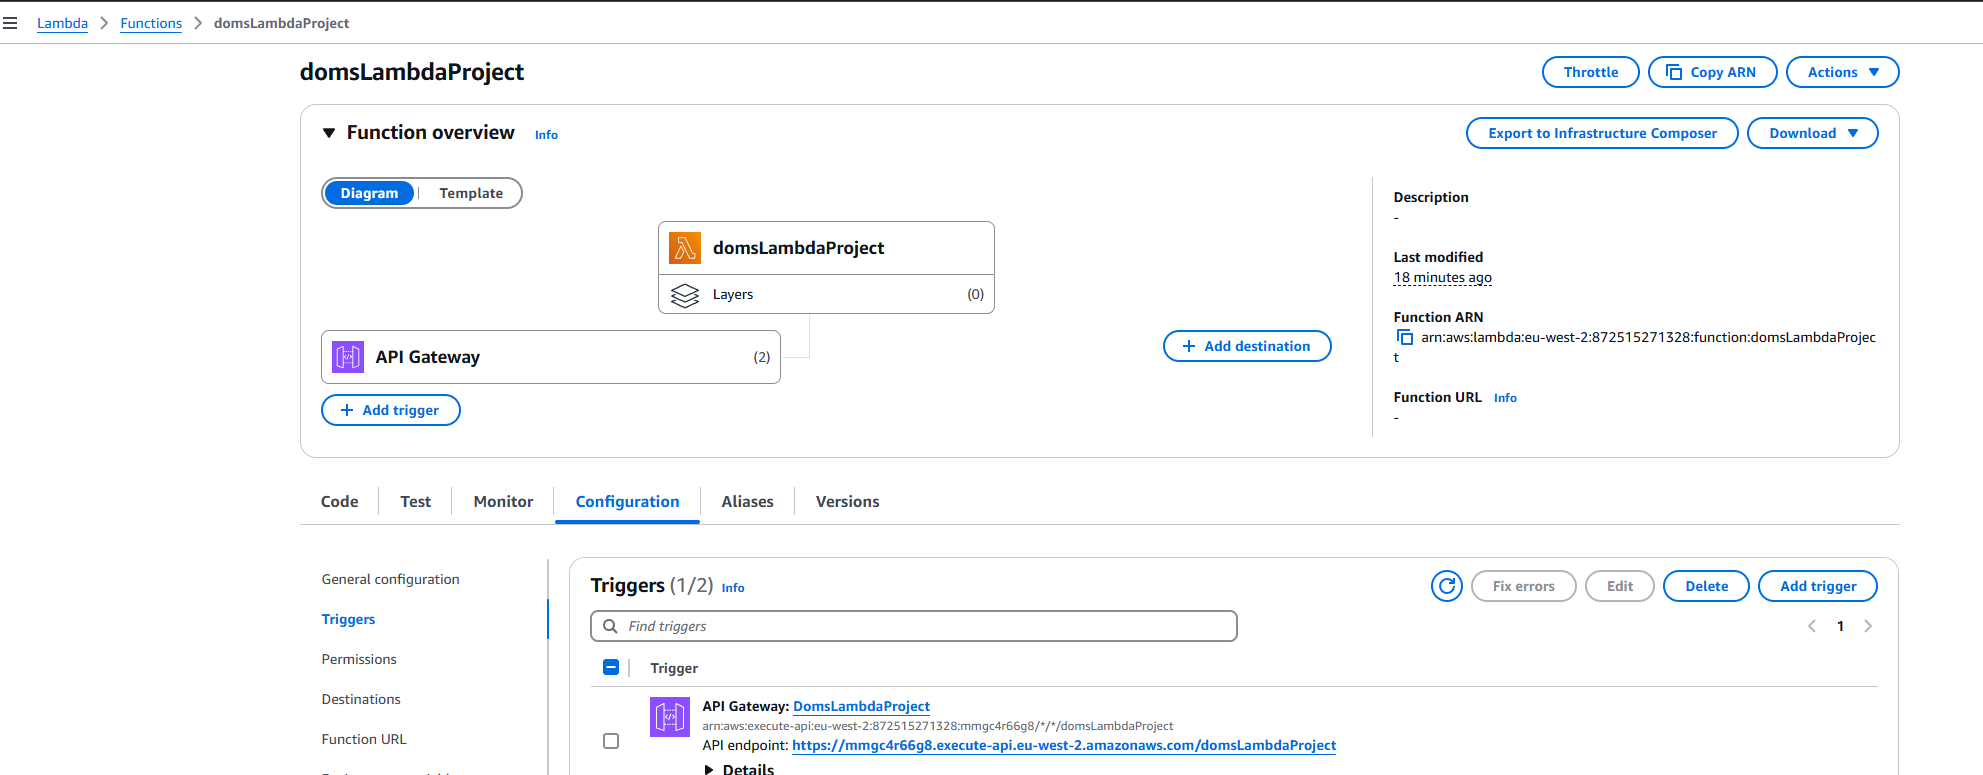 Lambda > Functions > domsLambdaProject
domsLambdaProject
Throttle
Copy ARN
Actions
Function overview
Info
Export to Infrastructure Composer
Download
Diagram
Template
domsLambdaProject
Layers
(0)
API Gateway
(2)
+ Add trigger
+ Add destination
Description
-
Last modified
18 minutes ago
Function ARN
arn:aws:lambda:eu-west-2:872515271328:function:domsLambdaProjec
t
Function URL Info
-
Code
Test
Monitor
Configuration
Aliases
Versions
General configuration
Triggers
Permissions
Destinations
Function URL
Triggers (1/2) Info
Fix errors
Edit
Delete
Add trigger
Find triggers
< 1 >
Trigger
API Gateway: DomsLambdaProject
arn:aws:execute-api:eu-west-2:872515271328:mmgc4r66g8/*/*/domsLambdaProject
API endpoint: https://mmgc4r66g8.execute-api.eu-west-2.amazonaws.com/domsLambdaProject
Details